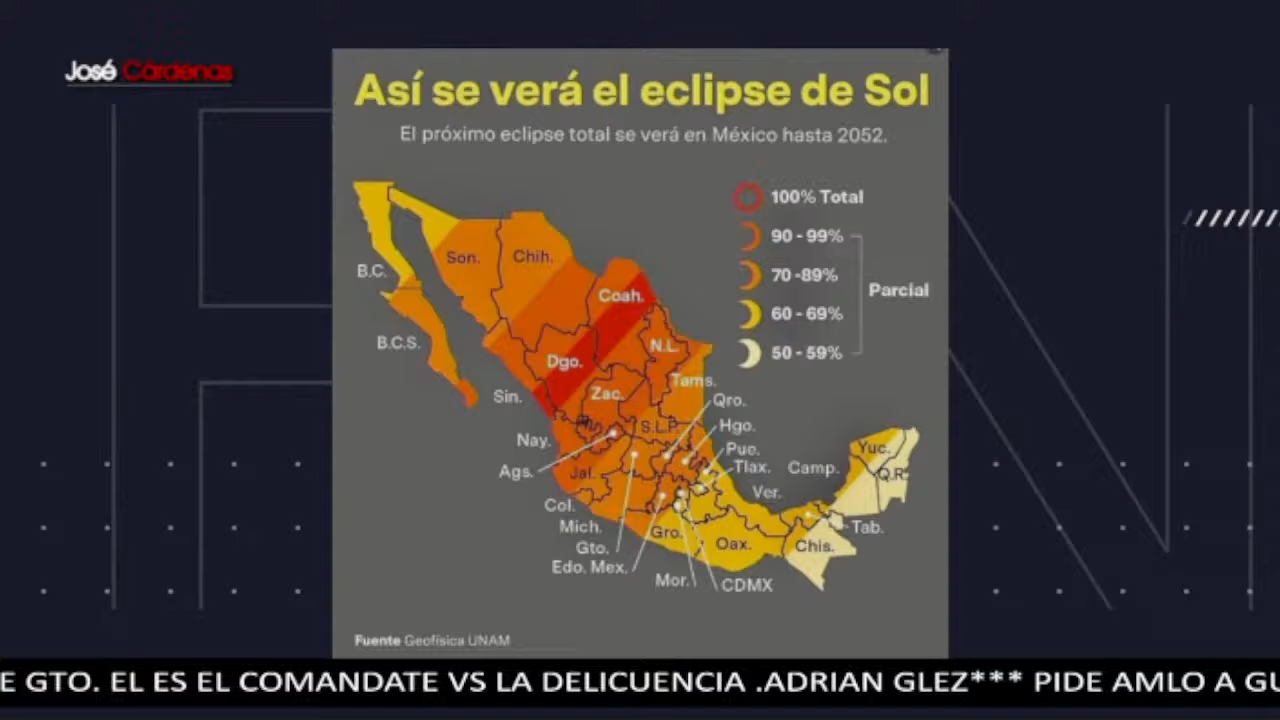 José Cárdenas
Así se verá el eclipse de Sol
El próximo eclipse total se verá en México hasta 2052.
100% Total
90 - 99%
70 -89%
60 - 69%
50 - 59%
Parcial
B.C.
Son.
Chih.
Coah.
B.C.S.
N.L.
Dgo.
Tams.
Sin.
Zac.
Qro.
S.L.P.
Hgo.
Nay.
Pue.
Yuc.
Ags.
Jal.
Tlax.
Camp.
Q.R.
Col.
Ver.
Mich.
Tab.
Gto.
Gro.
Oax.
Chis.
Edo. Mex.
Mor.
CDMX
Fuente Geofísica UNAM
E GTO. EL ES EL COMANDATE VS LA DELICUENCIA .ADRIAN GLEZ*** PIDE AMLO A GU